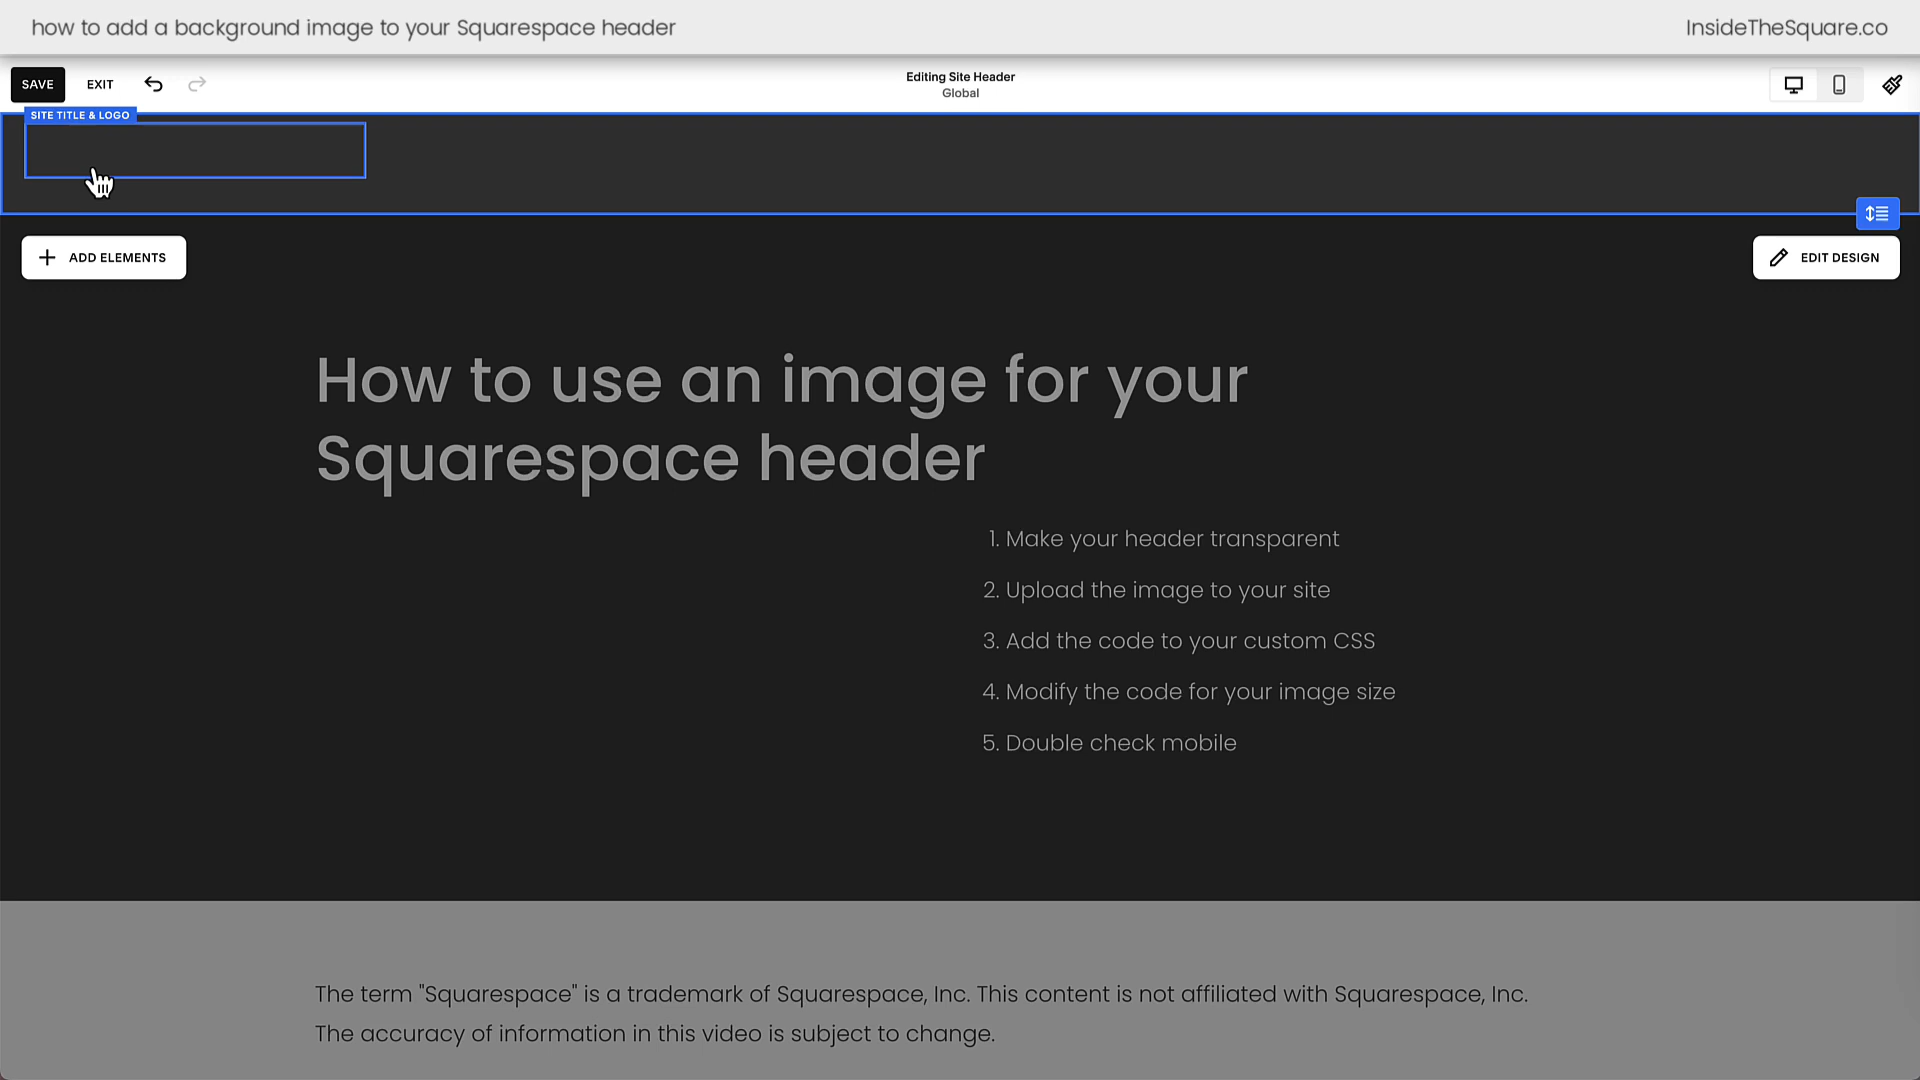 how to add a background image to your Squarespace header
InsideTheSquare.co
SAVE
EXIT
Editing Site Header
Global
SITE TITLE & LOGO
ADD ELEMENTS
EDIT DESIGN
How to use an image for your
Squarespace header
1. Make your header transparent
2. Upload the image to your site
3. Add the code to your custom CSS
4. Modify the code for your image size
5. Double check mobile
The term "Squarespace" is a trademark of Squarespace, Inc. This content is not affiliated with Squarespace, Inc.
The accuracy of information in this video is subject to change.